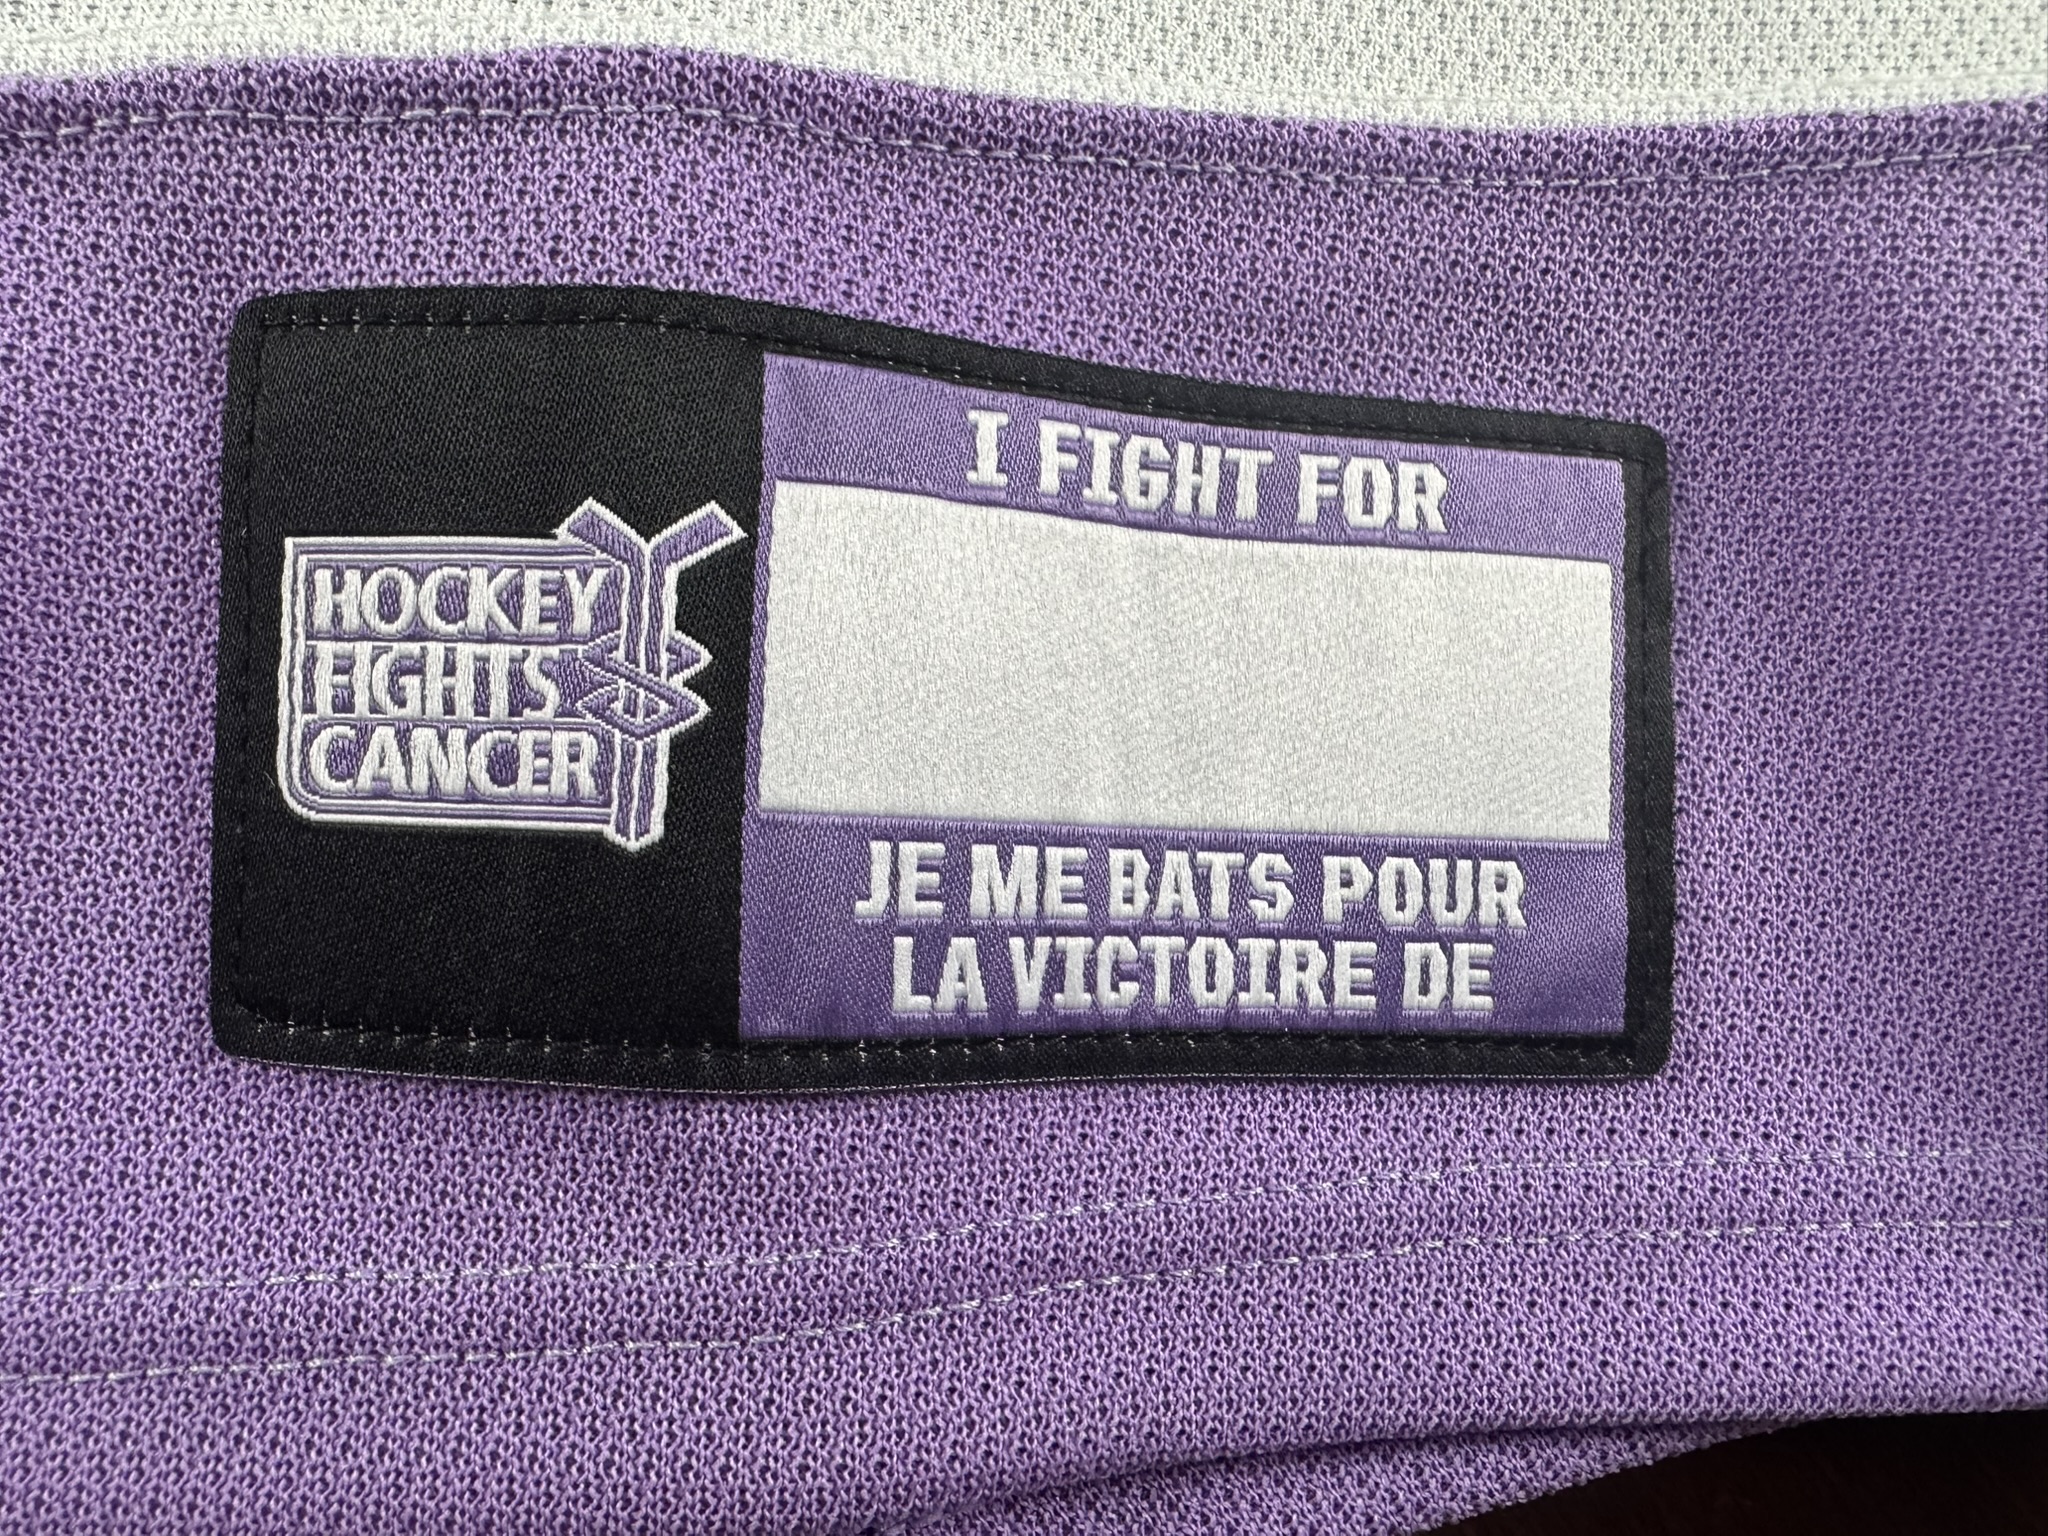 HOCKEY
FIGHTS
CANCER
I FIGHT FOR
JE ME BATS POUR
LA VICTOIRE DE